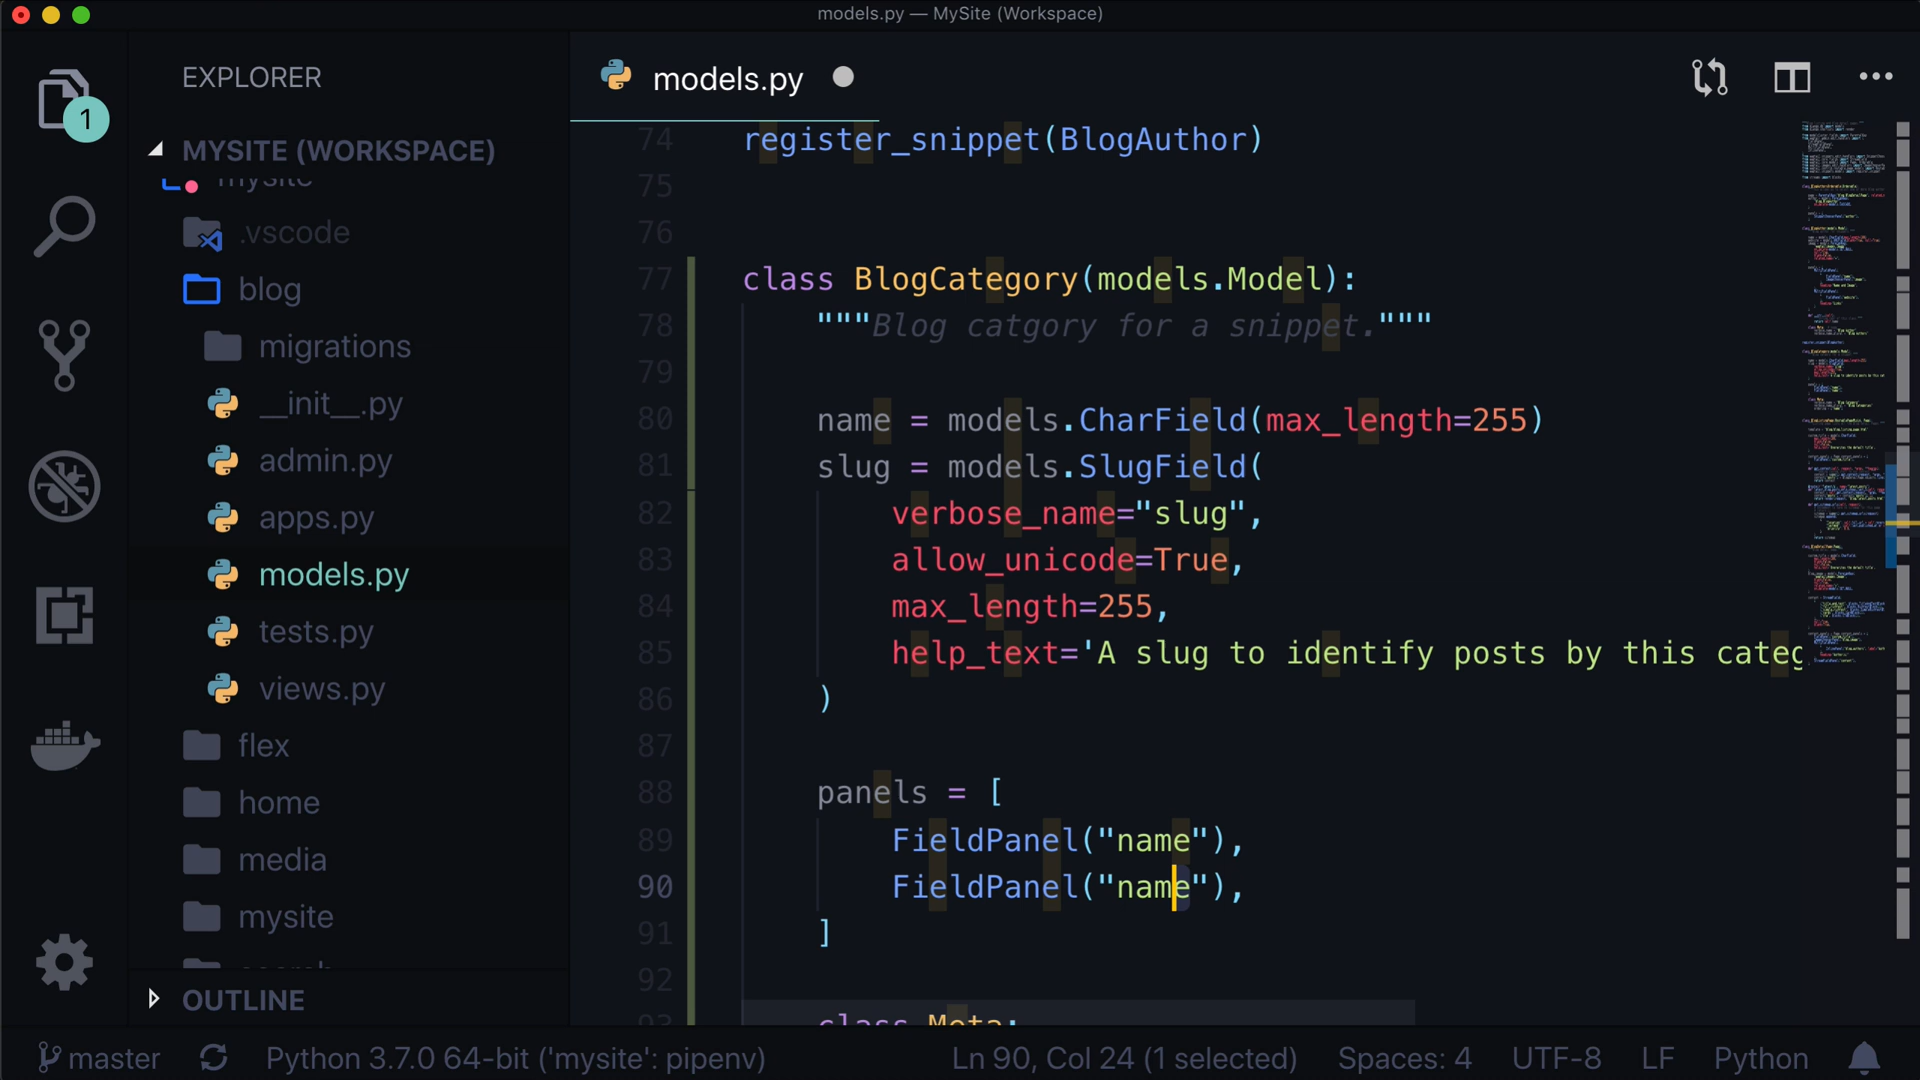 models.py — MySite (Workspace)
EXPLORER
1
MYSITE (WORKSPACE)
mysite
.vscode
blog
migrations
__init__.py
admin.py
apps.py
models.py
tests.py
views.py
flex
home
media
mysite
search
OUTLINE
models.py
74 register_snippet(BlogAuthor)
75
76
77 class BlogCategory(models.Model):
78 """Blog catgory for a snippet."""
79
80 name = models.CharField(max_length=255)
81 slug = models.SlugField(
82 verbose_name="slug",
83 allow_unicode=True,
84 max_length=255,
85 help_text='A slug to identify posts by this categ
86 )
87
88 panels = [
89 FieldPanel("name"),
90 FieldPanel("name"),
91 ]
92
93 class Meta:
master Python 3.7.0 64-bit ('mysite': pipenv) Ln 90, Col 24 (1 selected) Spaces: 4 UTF-8 LF Python